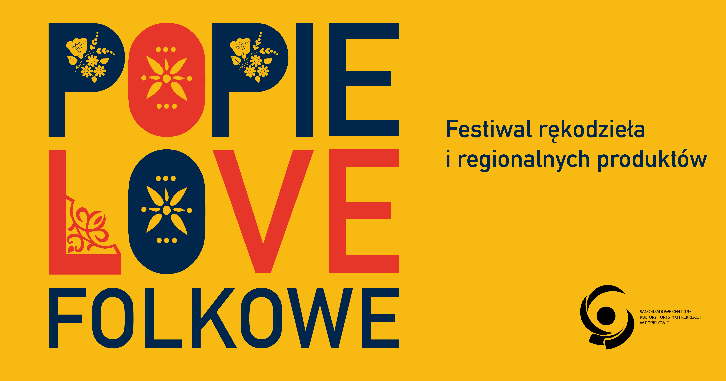 POPIE
LOVE
FOLKOWE
Festiwal rękodzieła
i regionalnych produktów